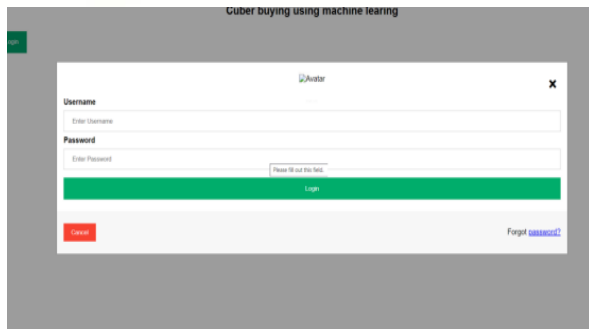 Cuber buying using machine learing
Login
Avatar
Username
Enter Username
Password
Enter Password
Please fill out this field.
Login
Cancel
Forgot password?